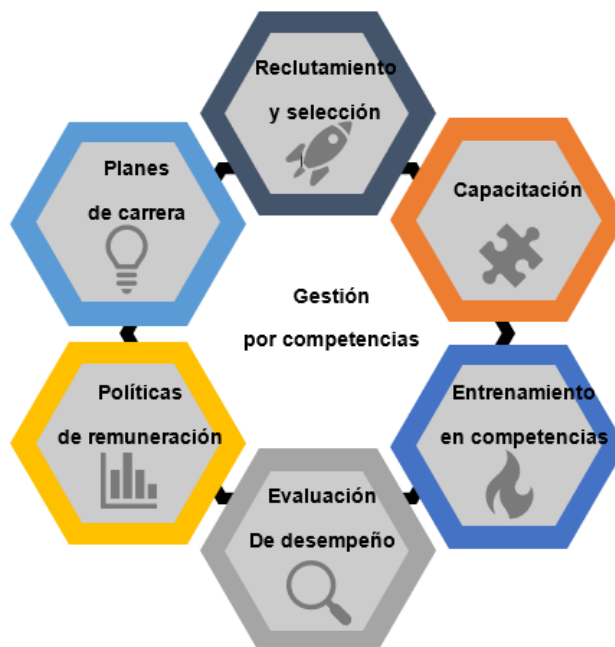 Reclutamiento
y selección
Capacitación
Entrenamiento
en competencias
Evaluación
De desempeño
Políticas
de remuneración
Planes
de carrera
Gestión
por competencias